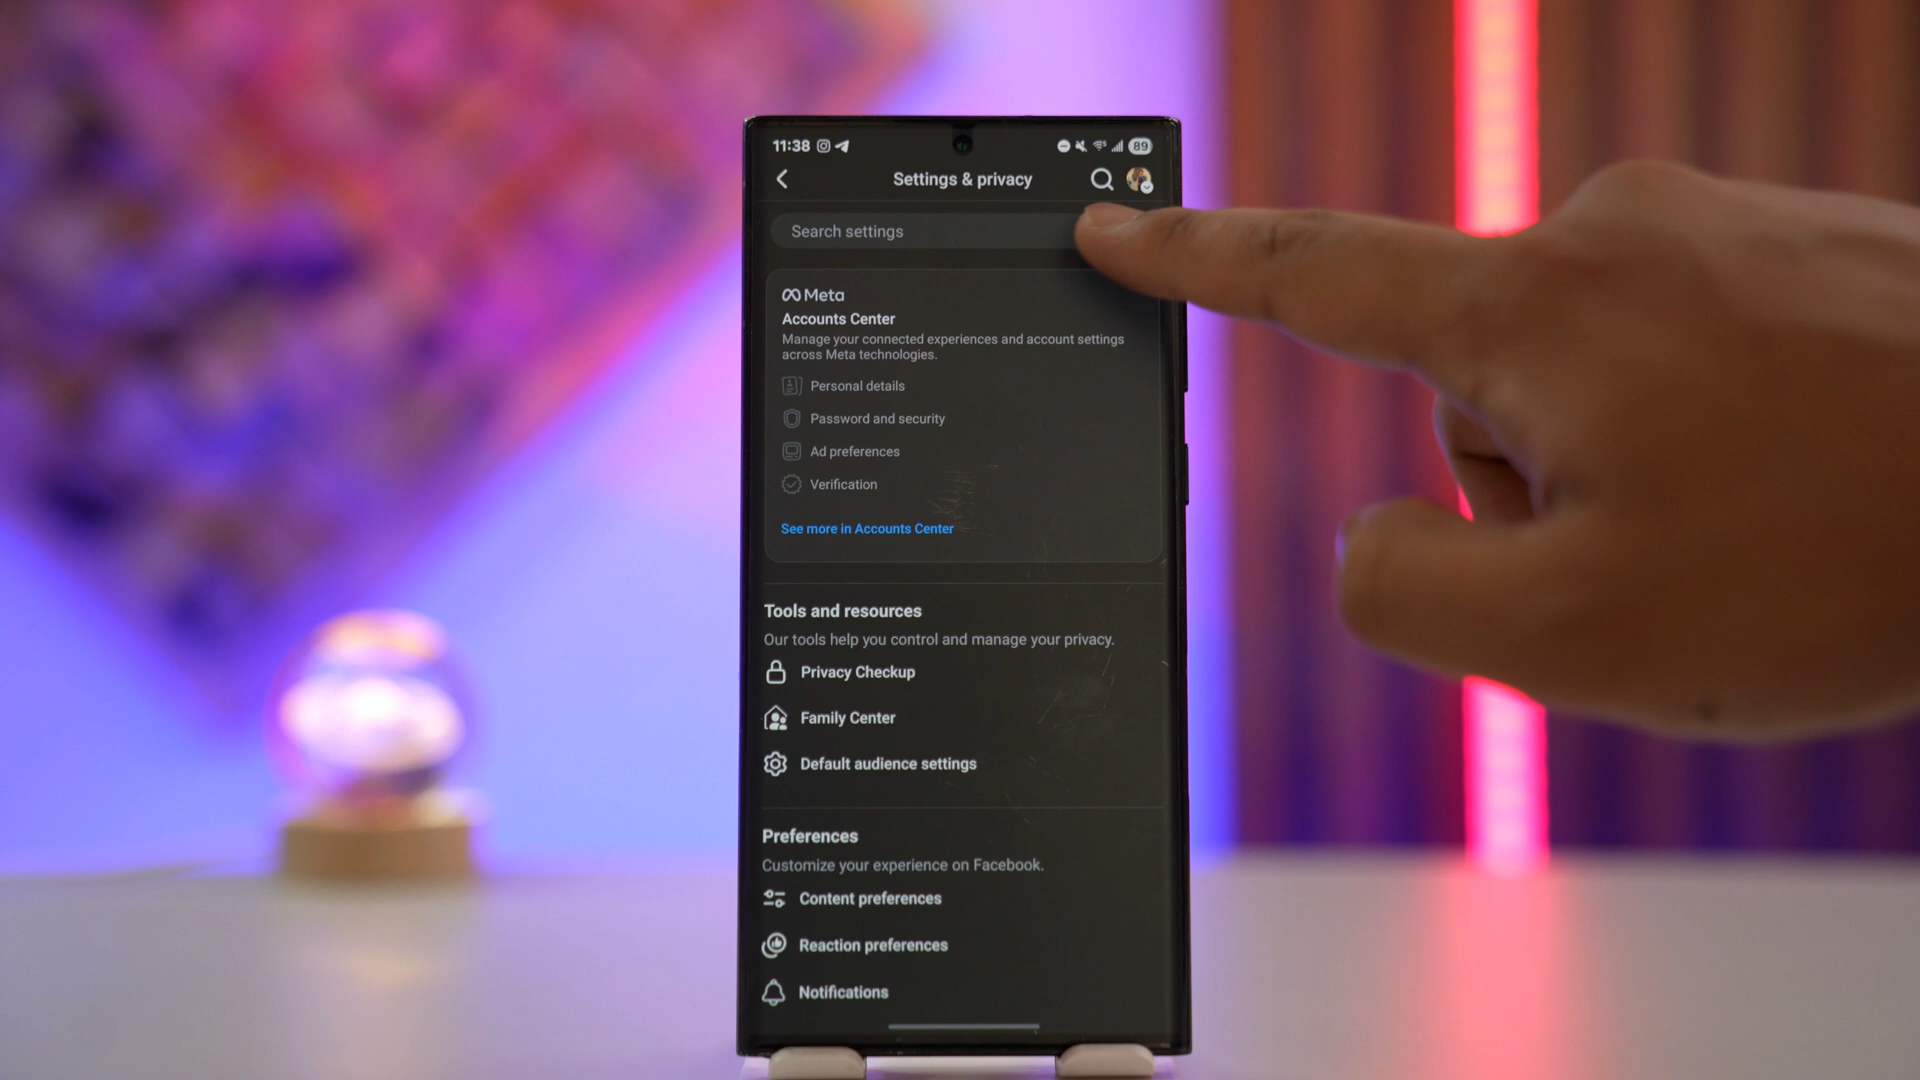 11:38
89
Settings & privacy
Search settings
Meta
Accounts Center
Manage your connected experiences and account settings
across Meta technologies.
Personal details
Password and security
Ad preferences
Verification
See more in Accounts Center
Tools and resources
Our tools help you control and manage your privacy.
Privacy Checkup
Family Center
Default audience settings
Preferences
Customize your experience on Facebook.
Content preferences
Reaction preferences
Notifications